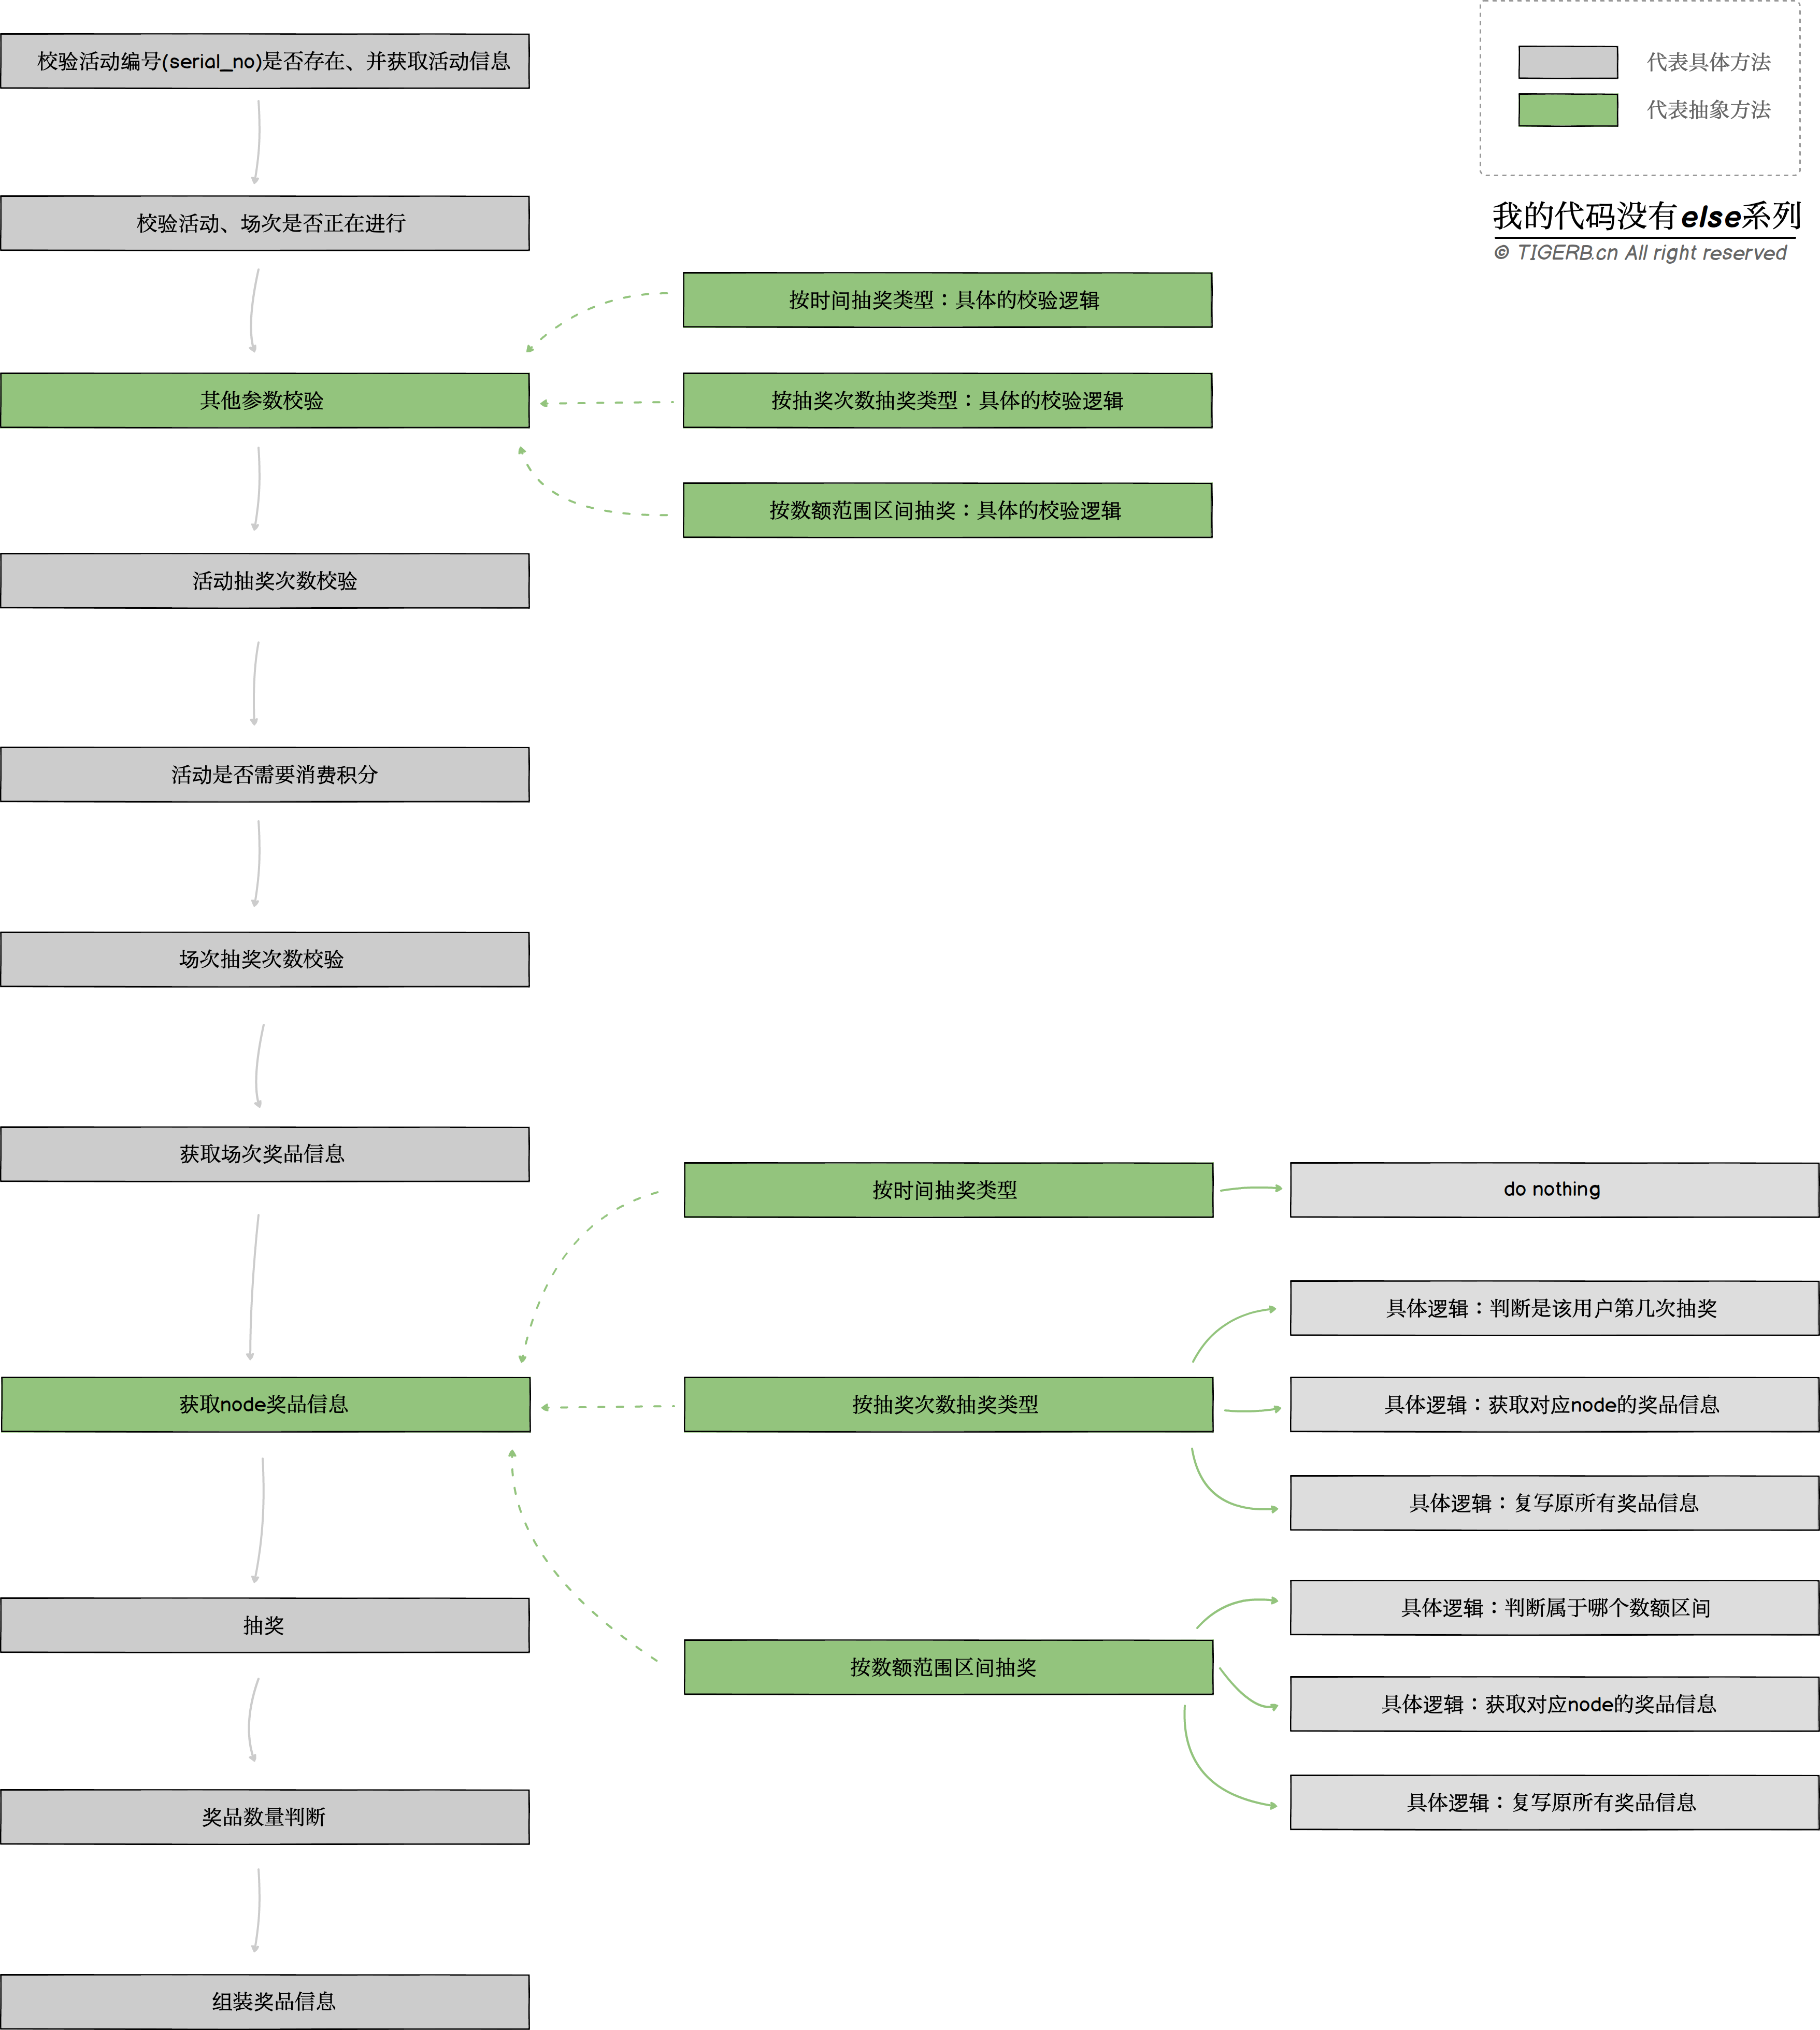 校验活动编号(serial_no)是否存在、并获取活动信息
代表具体方法
代表抽象方法
校验活动、场次是否正在进行
我的代码没有else系列
© TIGERB.cn All right reserved
按时间抽奖类型：具体的校验逻辑
其他参数校验
按抽奖次数抽奖类型：具体的校验逻辑
按数额范围区间抽奖：具体的校验逻辑
活动抽奖次数校验
活动是否需要消费积分
场次抽奖次数校验
获取场次奖品信息
按时间抽奖类型
do nothing
具体逻辑：判断是该用户第几次抽奖
获取node奖品信息
按抽奖次数抽奖类型
具体逻辑：获取对应node的奖品信息
具体逻辑：复写原所有奖品信息
抽奖
具体逻辑：判断属于哪个数额区间
按数额范围区间抽奖
具体逻辑：获取对应node的奖品信息
奖品数量判断
具体逻辑：复写原所有奖品信息
组装奖品信息